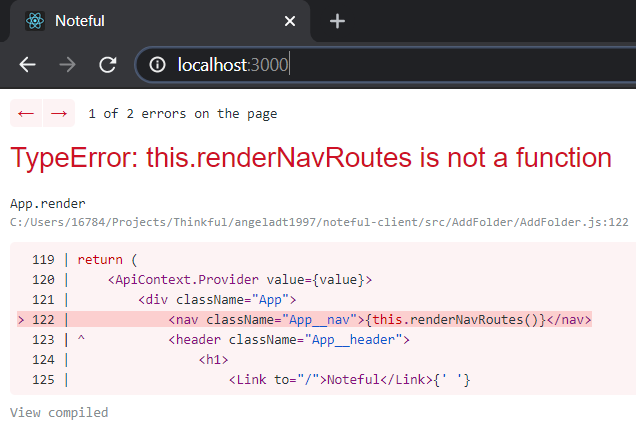 Noteful
localhost:3000
← → 1 of 2 errors on the page
TypeError: this.renderNavRoutes is not a function
App.render
C:/Users/16784/Projects/Thinkful/angeladt1997/noteful-client/src/AddFolder/AddFolder.js:122
119 | return (
120 |     <ApiContext.Provider value={value}>
121 |         <div className="App">
> 122 |             <nav className="App__nav">{this.renderNavRoutes()}</nav>
123 | ^           <header className="App__header">
124 |                 <h1>
125 |                     <Link to="/">Noteful</Link>{' '}
View compiled